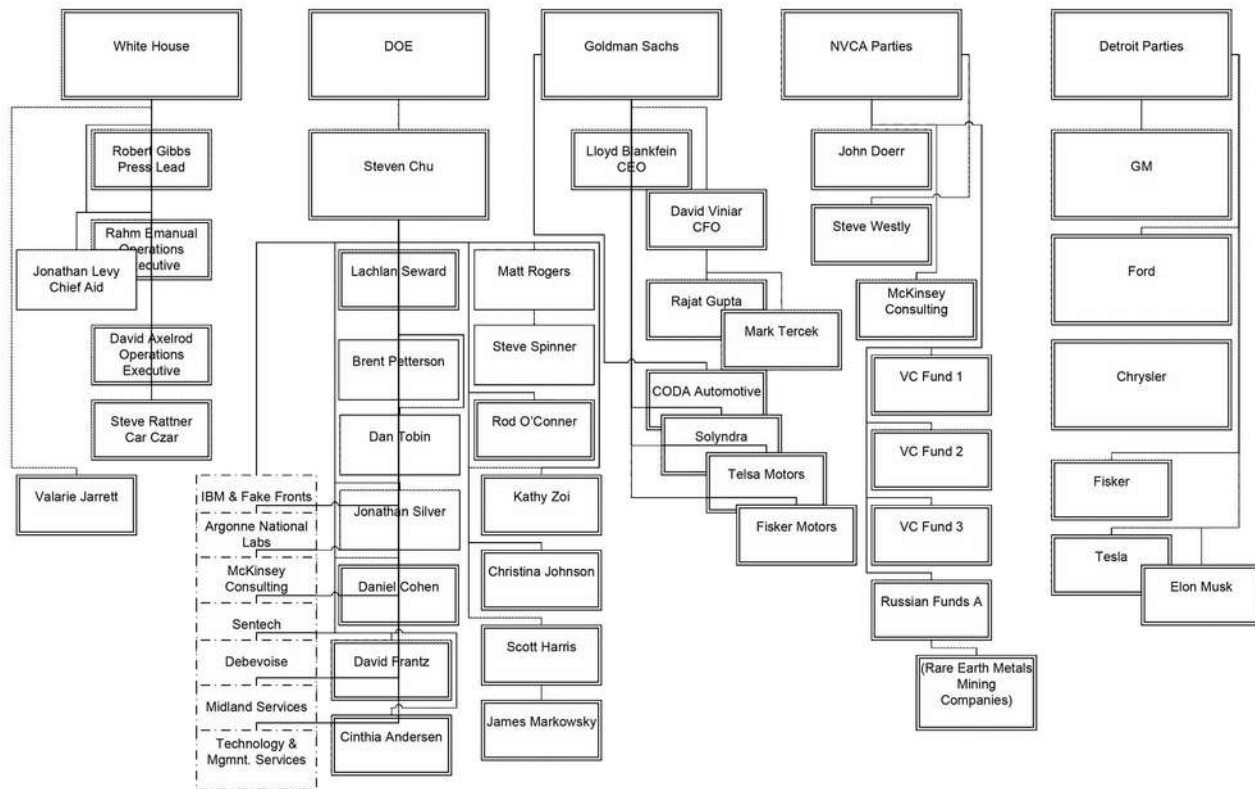 White House
DOE
Goldman Sachs
NVCA Parties
Detroit Parties
Robert Gibbs
Press Lead
Rahm Emanual
Operations
Executive
Jonathan Levy
Chief Aid
David Axelrod
Operations
Executive
Steve Rattner
Car Czar
Valarie Jarrett
Steven Chu
Lachlan Seward
Brent Petterson
Dan Tobin
Jonathan Silver
Daniel Cohen
David Frantz
Cinthia Andersen
IBM & Fake Fronts
Argonne National
Labs
McKinsey
Consulting
Sentech
Debevoise
Midland Services
Technology &
Mgmnt. Services
Matt Rogers
Steve Spinner
Rod O'Conner
Kathy Zoi
Christina Johnson
Scott Harris
James Markowsky
Lloyd Blankfein
CEO
David Viniar
CFO
Rajat Gupta
Mark Tercek
CODA Automotive
Solyndra
Telsa Motors
Fisker Motors
John Doerr
Steve Westly
McKinsey
Consulting
VC Fund 1
VC Fund 2
VC Fund 3
Russian Funds A
(Rare Earth Metals
Mining
Companies)
GM
Ford
Chrysler
Fisker
Tesla
Elon Musk